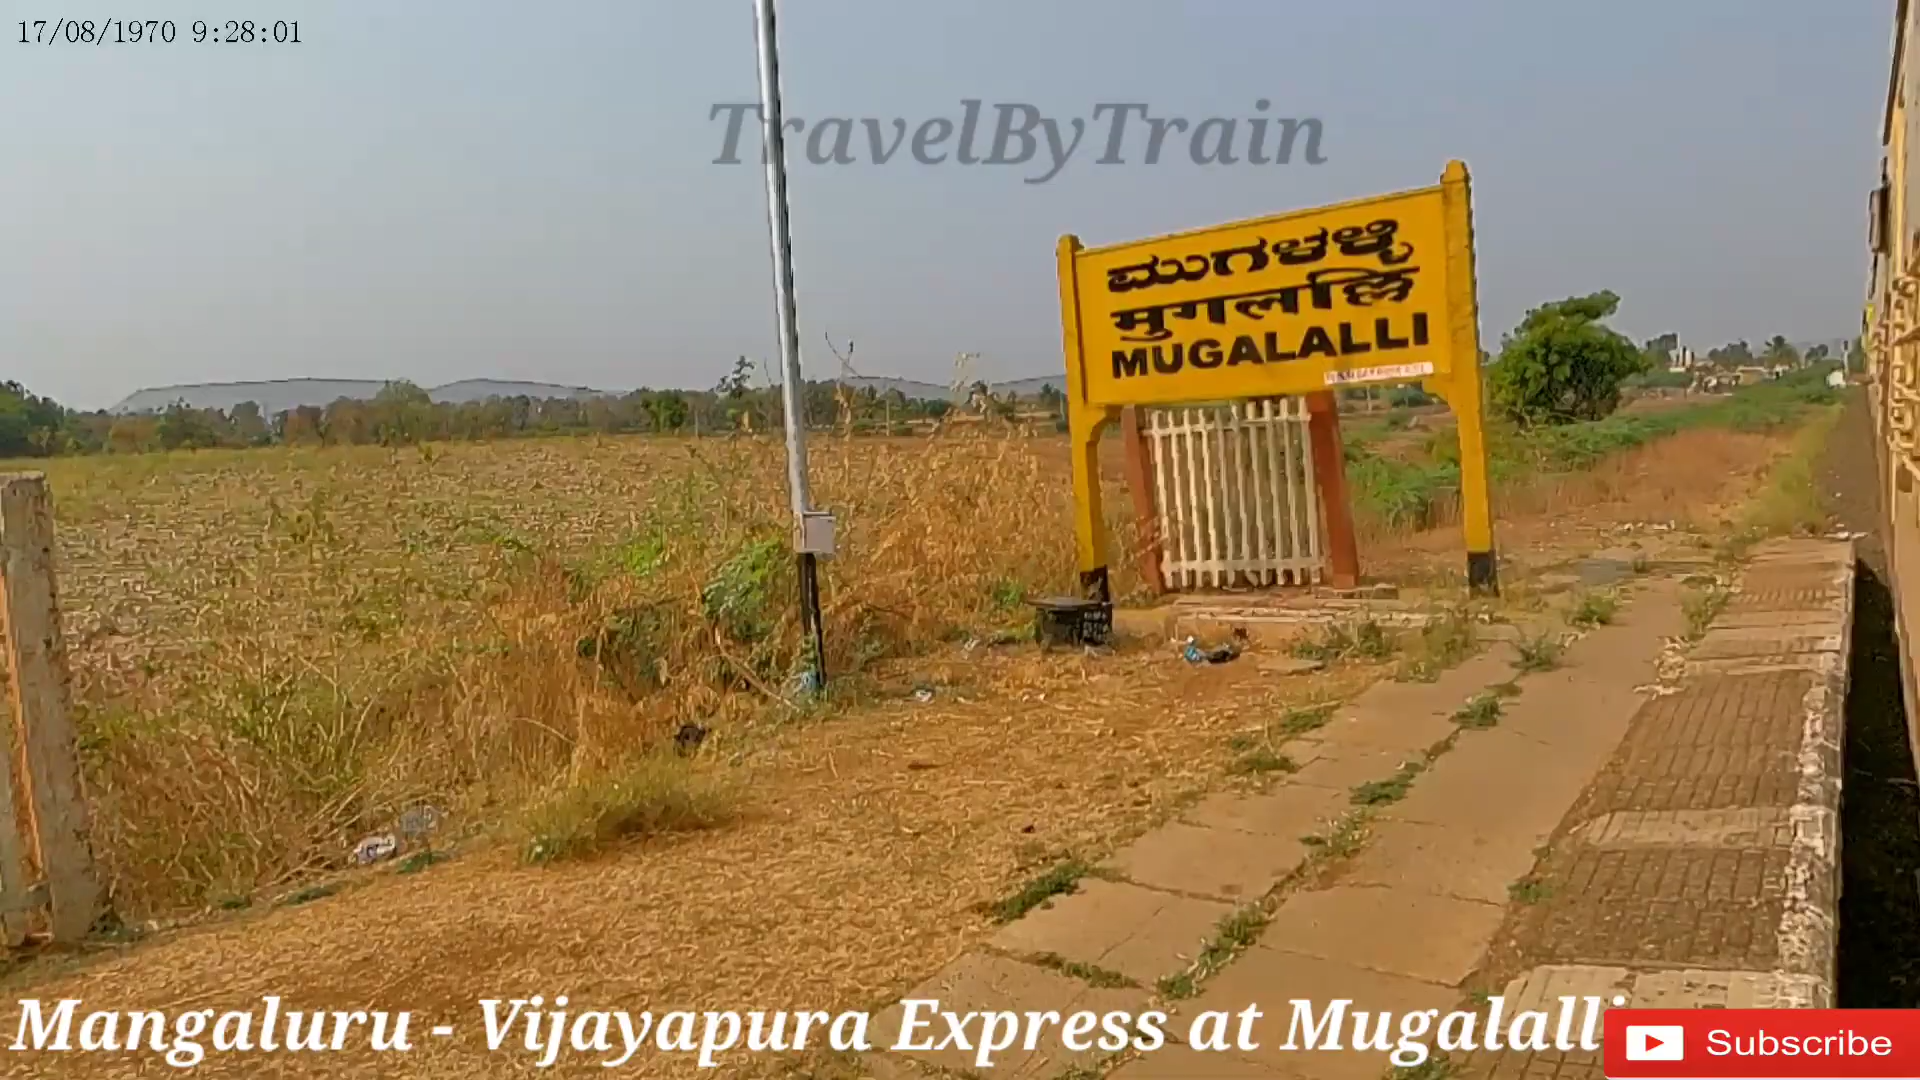 17/08/1970 9:28:01
TravelByTrain
ಮುಗಳಳ್ಳಿ
मुगलल्लि
MUGALALLI
Mangaluru - Vijayapura Express at Mugalalli
Subscribe